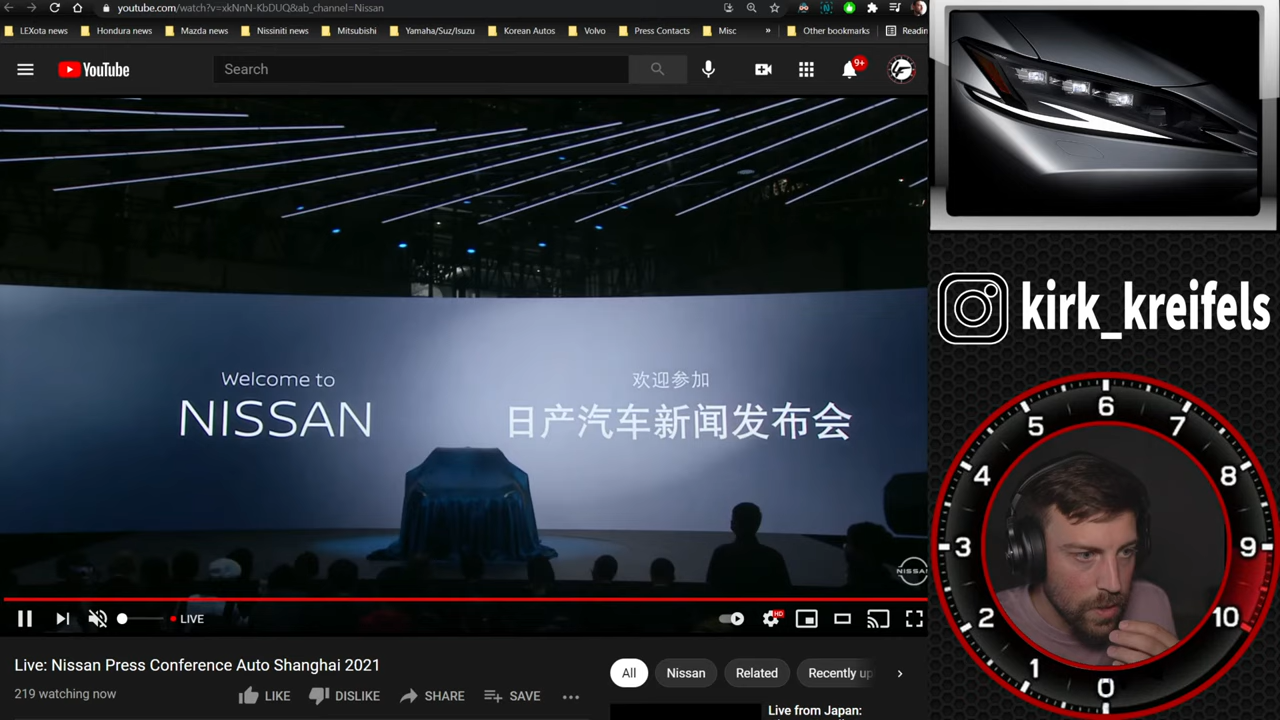 youtube.com/watch?v=xkNnN-KbDUQ&ab_channel=Nissan
LEXota news
Hondura news
Mazda news
Nissiniti news
Mitsibishi
Yamaha/Suz/Isuzu
Korean Autos
Volvo
Press Contacts
Misc
»
Other bookmarks
Readin
YouTube
Search
9+
Welcome to
NISSAN
欢迎参加
日产汽车新闻发布会
NISSAN
LIVE
HD
Live: Nissan Press Conference Auto Shanghai 2021
219 watching now
LIKE
DISLIKE
SHARE
SAVE
All
Nissan
Related
Recently up
Live from Japan:
kirk_kreifels
0
1
2
3
4
5
6
7
8
9
10